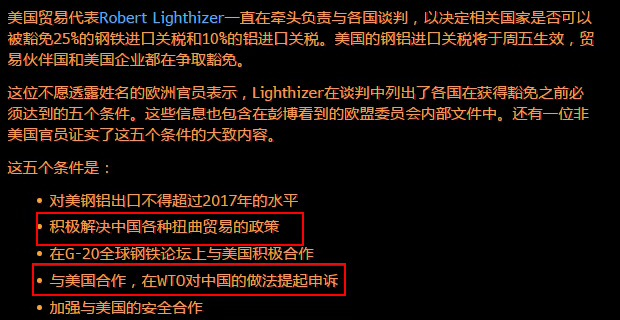 美国贸易代表Robert Lighthizer一直在牵头负责与各国谈判，以决定相关国家是否可以
被豁免25%的钢铁进口关税和10%的铝进口关税。美国的钢铝进口关税将于周五生效，贸
易伙伴国和美国企业都在争取豁免。
这位不愿透露姓名的欧洲官员表示，Lighthizer在谈判中列出了各国在获得豁免之前必
须达到的五个条件。这些信息也包含在彭博看到的欧盟委员会内部文件中。还有一位非
美国官员证实了这五个条件的大致内容。
这五个条件是：
• 对美钢铝出口不得超过2017年的水平
• 积极解决中国各种扭曲贸易的政策
• 在G-20全球钢铁论坛上与美国积极合作
• 与美国合作，在WTO对中国的做法提起申诉
• 加强与美国的安全合作